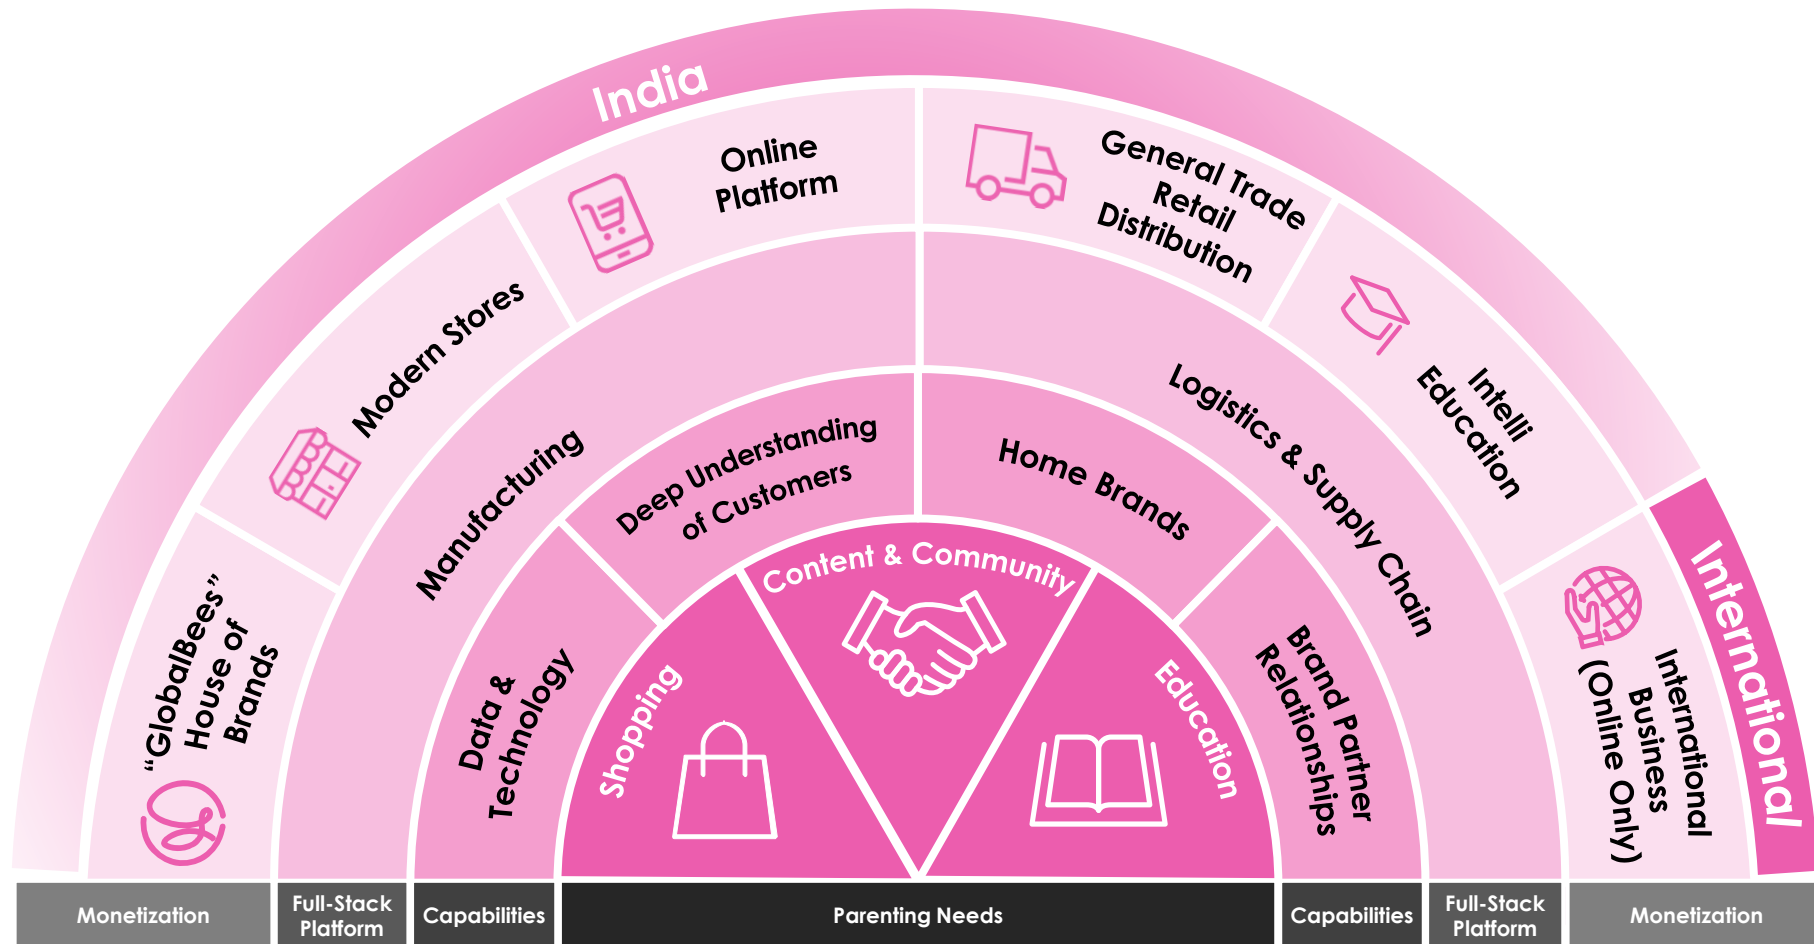 India
Online
Platform
General Trade
Retail
Distribution
Modern Stores
Intelli
Education
"GlobalBees"
House of
Brands
International
Business
(Online Only)
International
Manufacturing
Logistics & Supply Chain
Data &
Technology
Deep Understanding
of Customers
Home Brands
Brand Partner
Relationships
Shopping
Content & Community
Education
Monetization
Full-Stack
Platform
Capabilities
Parenting Needs
Capabilities
Full-Stack
Platform
Monetization